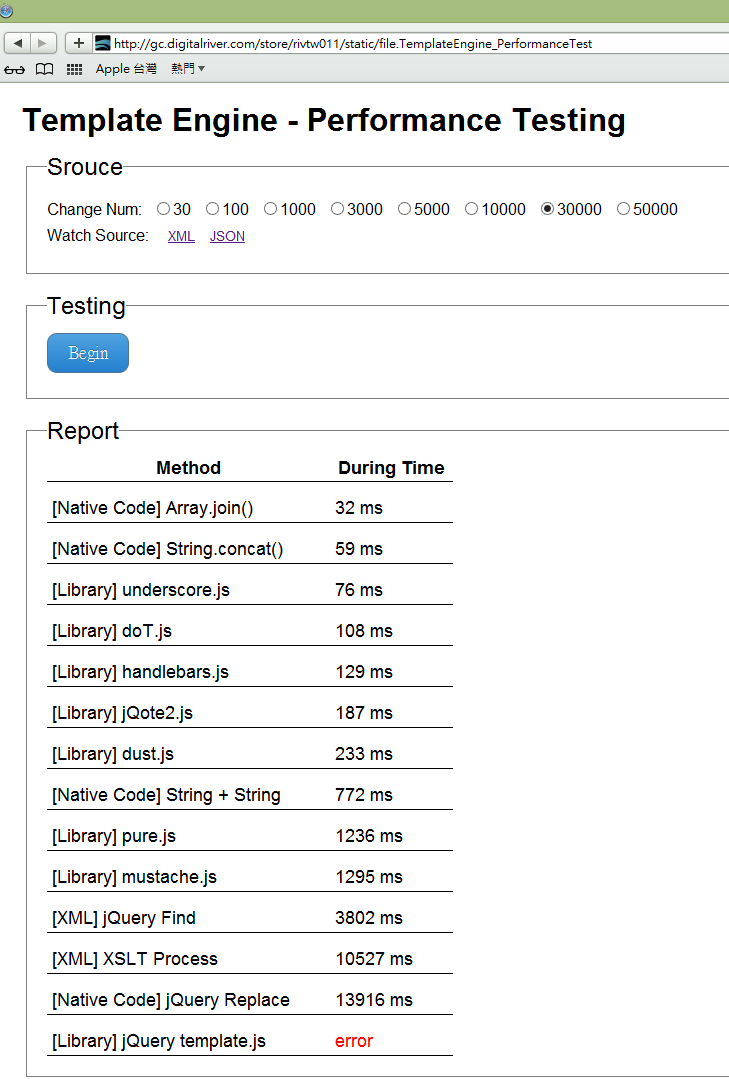 http://gc.digitalriver.com/store/rivtw011/static/file.TemplateEngine_PerformanceTest
Apple 台灣 熱門
Template Engine - Performance Testing
Srouce
Change Num: 30 100 1000 3000 5000 10000 30000 50000
Watch Source: XML JSON
Testing
Begin
Report
Method During Time
[Native Code] Array.join() 32 ms
[Native Code] String.concat() 59 ms
[Library] underscore.js 76 ms
[Library] doT.js 108 ms
[Library] handlebars.js 129 ms
[Library] jQote2.js 187 ms
[Library] dust.js 233 ms
[Native Code] String + String 772 ms
[Library] pure.js 1236 ms
[Library] mustache.js 1295 ms
[XML] jQuery Find 3802 ms
[XML] XSLT Process 10527 ms
[Native Code] jQuery Replace 13916 ms
[Library] jQuery template.js error